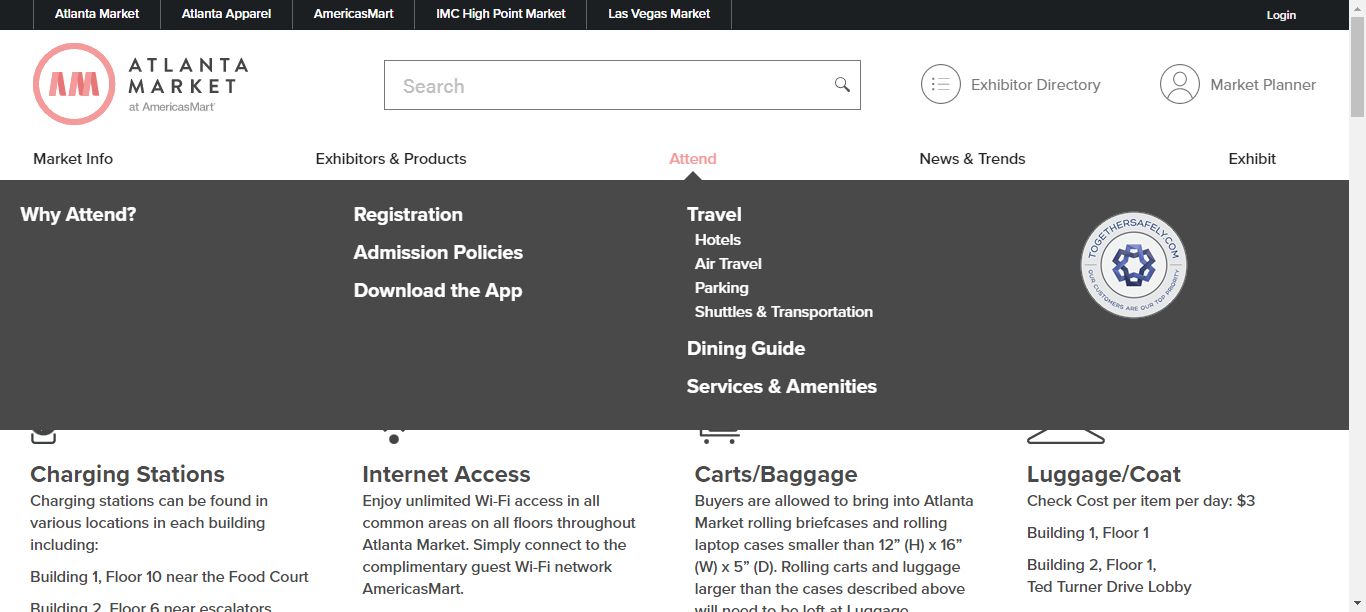 Atlanta Market
Atlanta Apparel
AmericasMart
IMC High Point Market
Las Vegas Market
Login
ATLANTA
MARKET
at AmericasMart
Search
Exhibitor Directory
Market Planner
Market Info
Exhibitors & Products
Attend
News & Trends
Exhibit
Why Attend?
Registration
Admission Policies
Download the App
Travel
Hotels
Air Travel
Parking
Shuttles & Transportation
Dining Guide
Services & Amenities
TOGETHERSAFELY.COM
OUR CUSTOMERS ARE OUR TOP PRIORITY
Charging Stations
Charging stations can be found in
various locations in each building
including:
Building 1, Floor 10 near the Food Court
Building 2, Floor 6 near escalators
Internet Access
Enjoy unlimited Wi-Fi access in all
common areas on all floors throughout
Atlanta Market. Simply connect to the
complimentary guest Wi-Fi network
AmericasMart.
Carts/Baggage
Buyers are allowed to bring into Atlanta
Market rolling briefcases and rolling
laptop cases smaller than 12” (H) x 16”
(W) x 5” (D). Rolling carts and luggage
larger than the cases described above
will need to be left at Luggage
Luggage/Coat
Check Cost per item per day: $3
Building 1, Floor 1
Building 2, Floor 1,
Ted Turner Drive Lobby